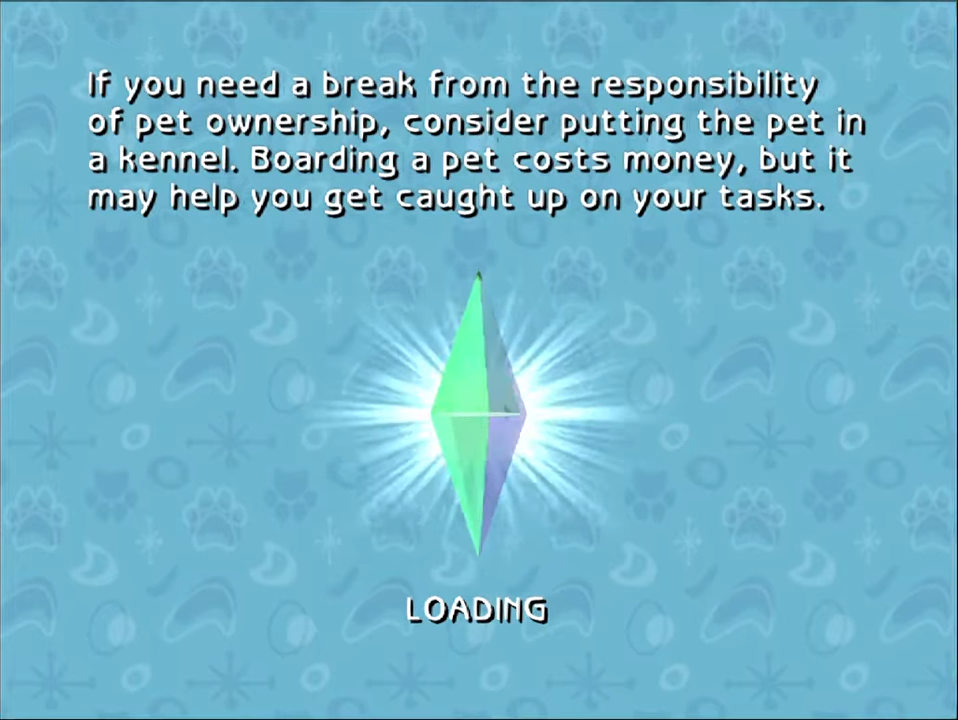 If you need a break from the responsibility
of pet ownership, consider putting the pet in
a kennel. Boarding a pet costs money, but it
may help you get caught up on your tasks.
LOADING